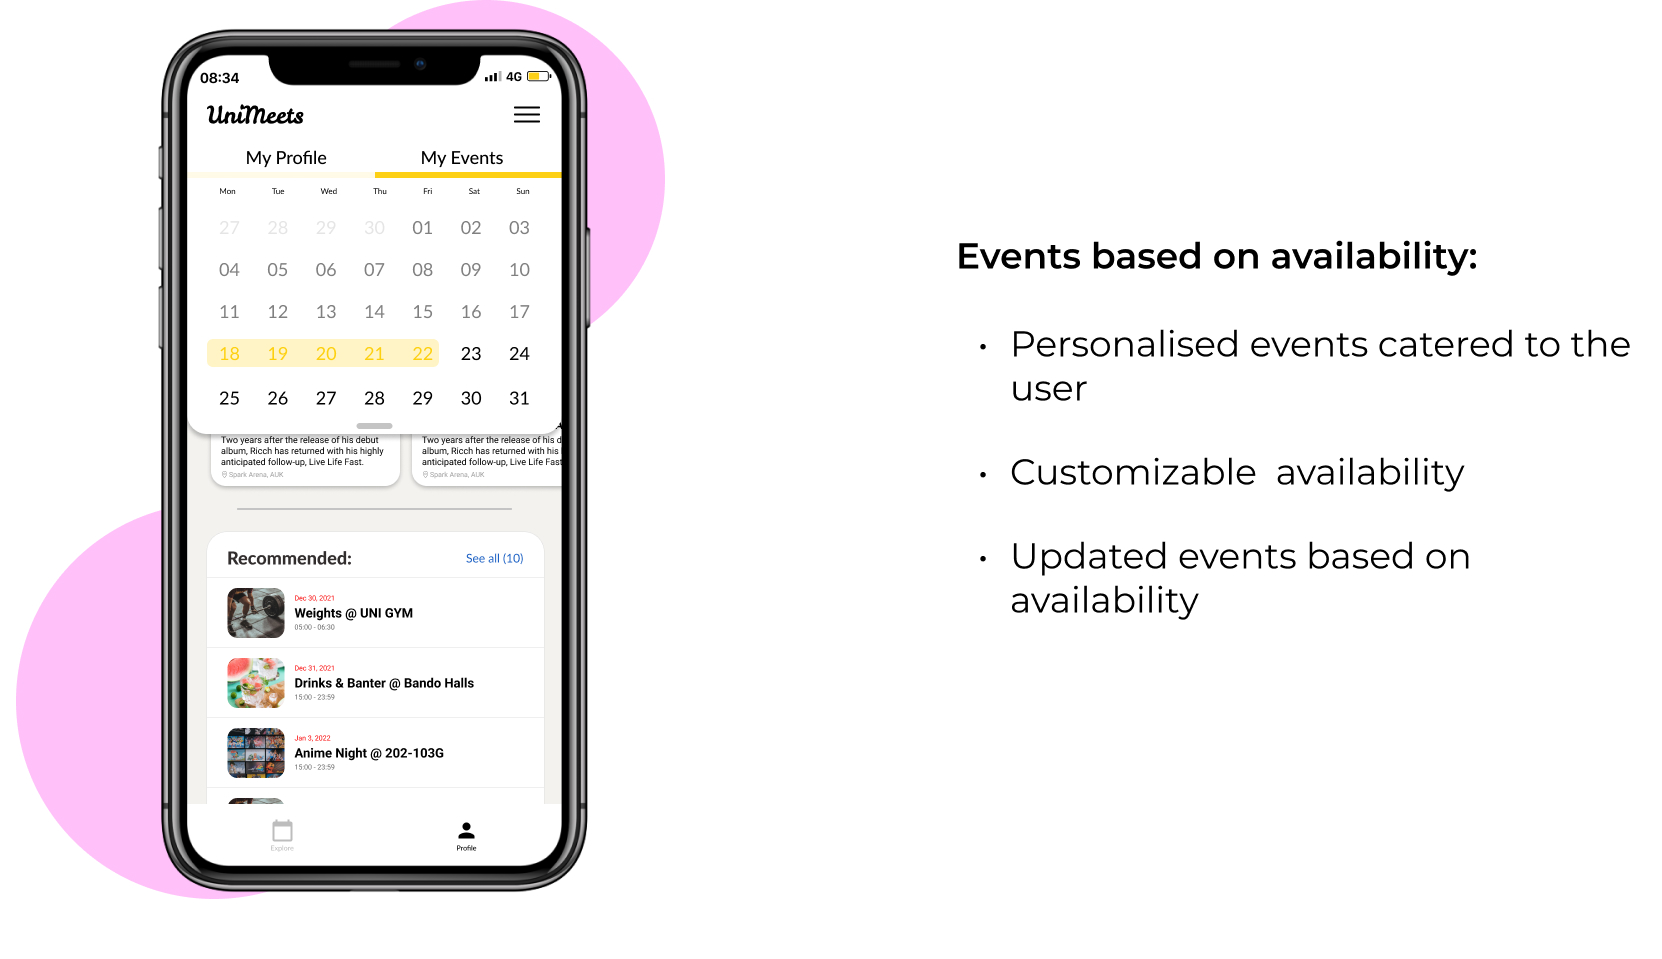 08:34
4G
UniMeets
My Profile My Events
Mon Tue Wed Thu Fri Sat Sun
27 28 29 30 01 02 03
04 05 06 07 08 09 10
11 12 13 14 15 16 17
18 19 20 21 22 23 24
25 26 27 28 29 30 31
Two years after the release of his debut
album, Ricch has returned with his highly
anticipated follow-up, Live Life Fast.
Spark Arena, AUK
Two years after the release of his d
album, Ricch has returned with his
anticipated follow-up, Live Life Fast
Spark Arena, AUK
Recommended: See all (10)
Dec 30, 2021
Weights @ UNI GYM
05:00 - 06:30
Dec 31, 2021
Drinks & Banter @ Bando Halls
15:00 - 23:59
Jan 3, 2022
Anime Night @ 202-103G
15:00 - 23:59
Explore Profile
Events based on availability:
• Personalised events catered to the
user
• Customizable availability
• Updated events based on
availability